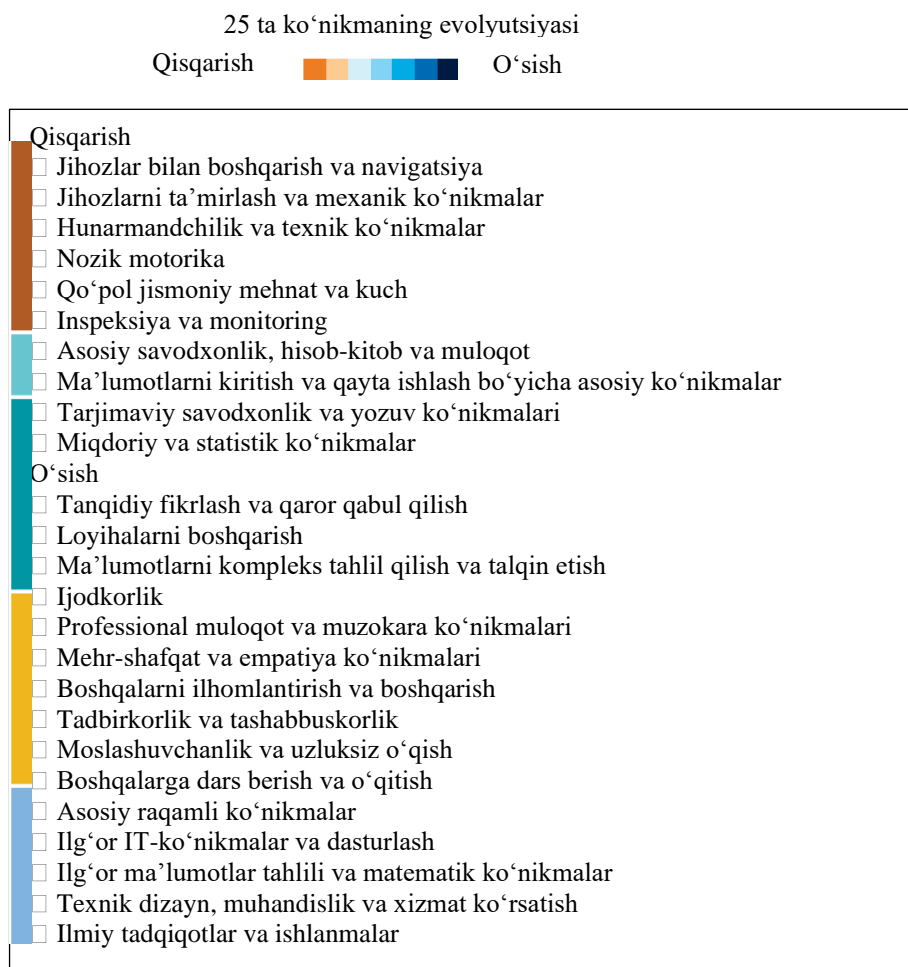 25 ta ko‘nikmaning evolyutsiyasi
Qisqarish O‘sish
Qisqarish
Jihozlar bilan boshqarish va navigatsiya
Jihozlarni ta’mirlash va mexanik ko‘nikmalar
Hunarmandchilik va texnik ko‘nikmalar
Nozik motorika
Qo‘pol jismoniy mehnat va kuch
Inspeksiya va monitoring
Asosiy savodxonlik, hisob-kitob va muloqot
Ma’lumotlarni kiritish va qayta ishlash bo‘yicha asosiy ko‘nikmalar
Tarjimaviy savodxonlik va yozuv ko‘nikmalari
Miqdoriy va statistik ko‘nikmalar
O‘sish
Tanqidiy fikrlash va qaror qabul qilish
Loyihalarni boshqarish
Ma’lumotlarni kompleks tahlil qilish va talqin etish
Ijodkorlik
Professional muloqot va muzokara ko‘nikmalari
Mehr-shafqat va empatiya ko‘nikmalari
Boshqalarni ilhomlantirish va boshqarish
Tadbirkorlik va tashabbuskorlik
Moslashuvchanlik va uzluksiz o‘qish
Boshqalarga dars berish va o‘qitish
Asosiy raqamli ko‘nikmalar
Ilg‘or IT-ko‘nikmalar va dasturlash
Ilg‘or ma’lumotlar tahlili va matematik ko‘nikmalar
Texnik dizayn, muhandislik va xizmat ko‘rsatish
Ilmiy tadqiqotlar va ishlanmalar